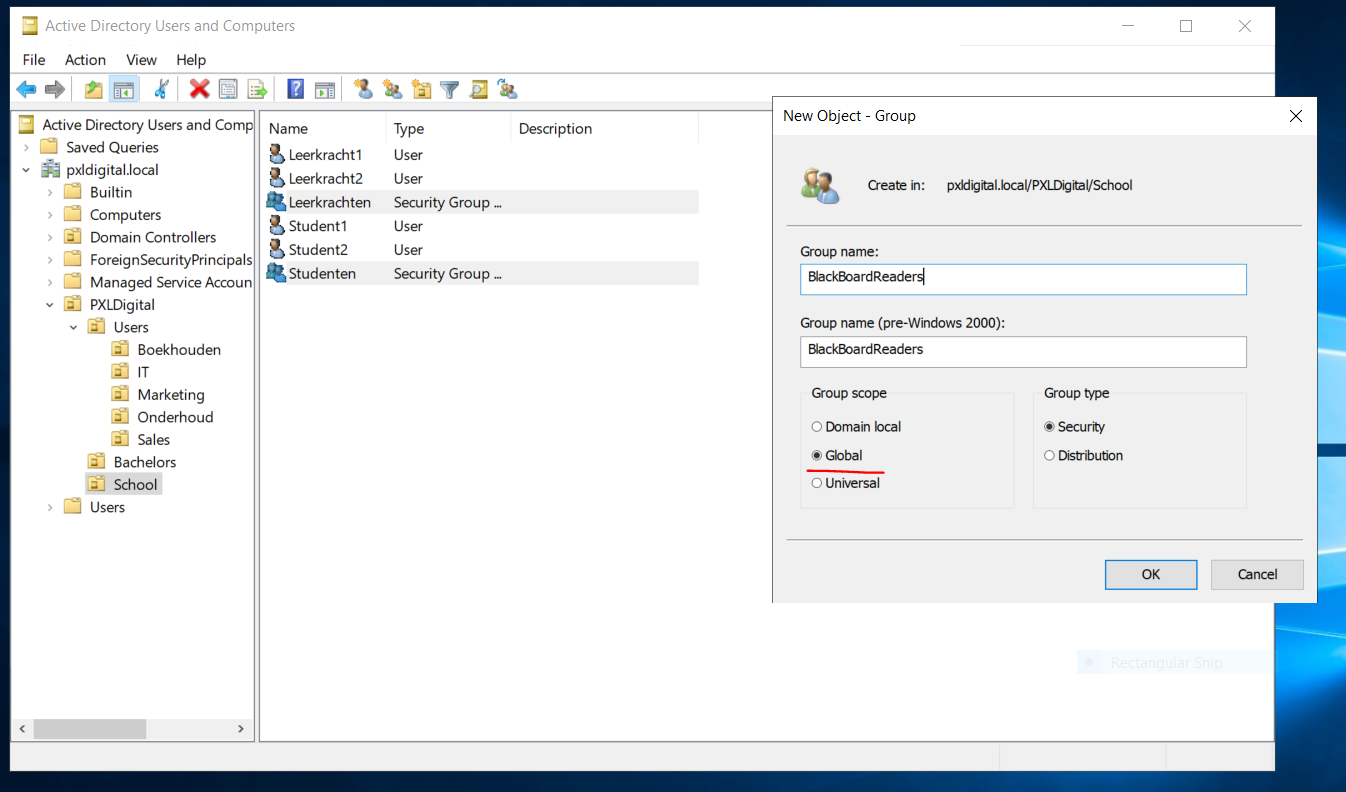 Active Directory Users and Computers
File Action View Help
Active Directory Users and Comp
Saved Queries
pxldigital.local
Builtin
Computers
Domain Controllers
ForeignSecurityPrincipals
Managed Service Accoun
PXLDigital
Users
Boekhouden
IT
Marketing
Onderhoud
Sales
Bachelors
School
Users
Name Type Description
Leerkracht1 User
Leerkracht2 User
Leerkrachten Security Group ...
Student1 User
Student2 User
Studenten Security Group ...
New Object - Group
Create in: pxldigital.local/PXLDigital/School
Group name:
BlackBoardReaders
Group name (pre-Windows 2000):
BlackBoardReaders
Group scope
Domain local
Global
Universal
Group type
Security
Distribution
OK Cancel
Rectangular Snip